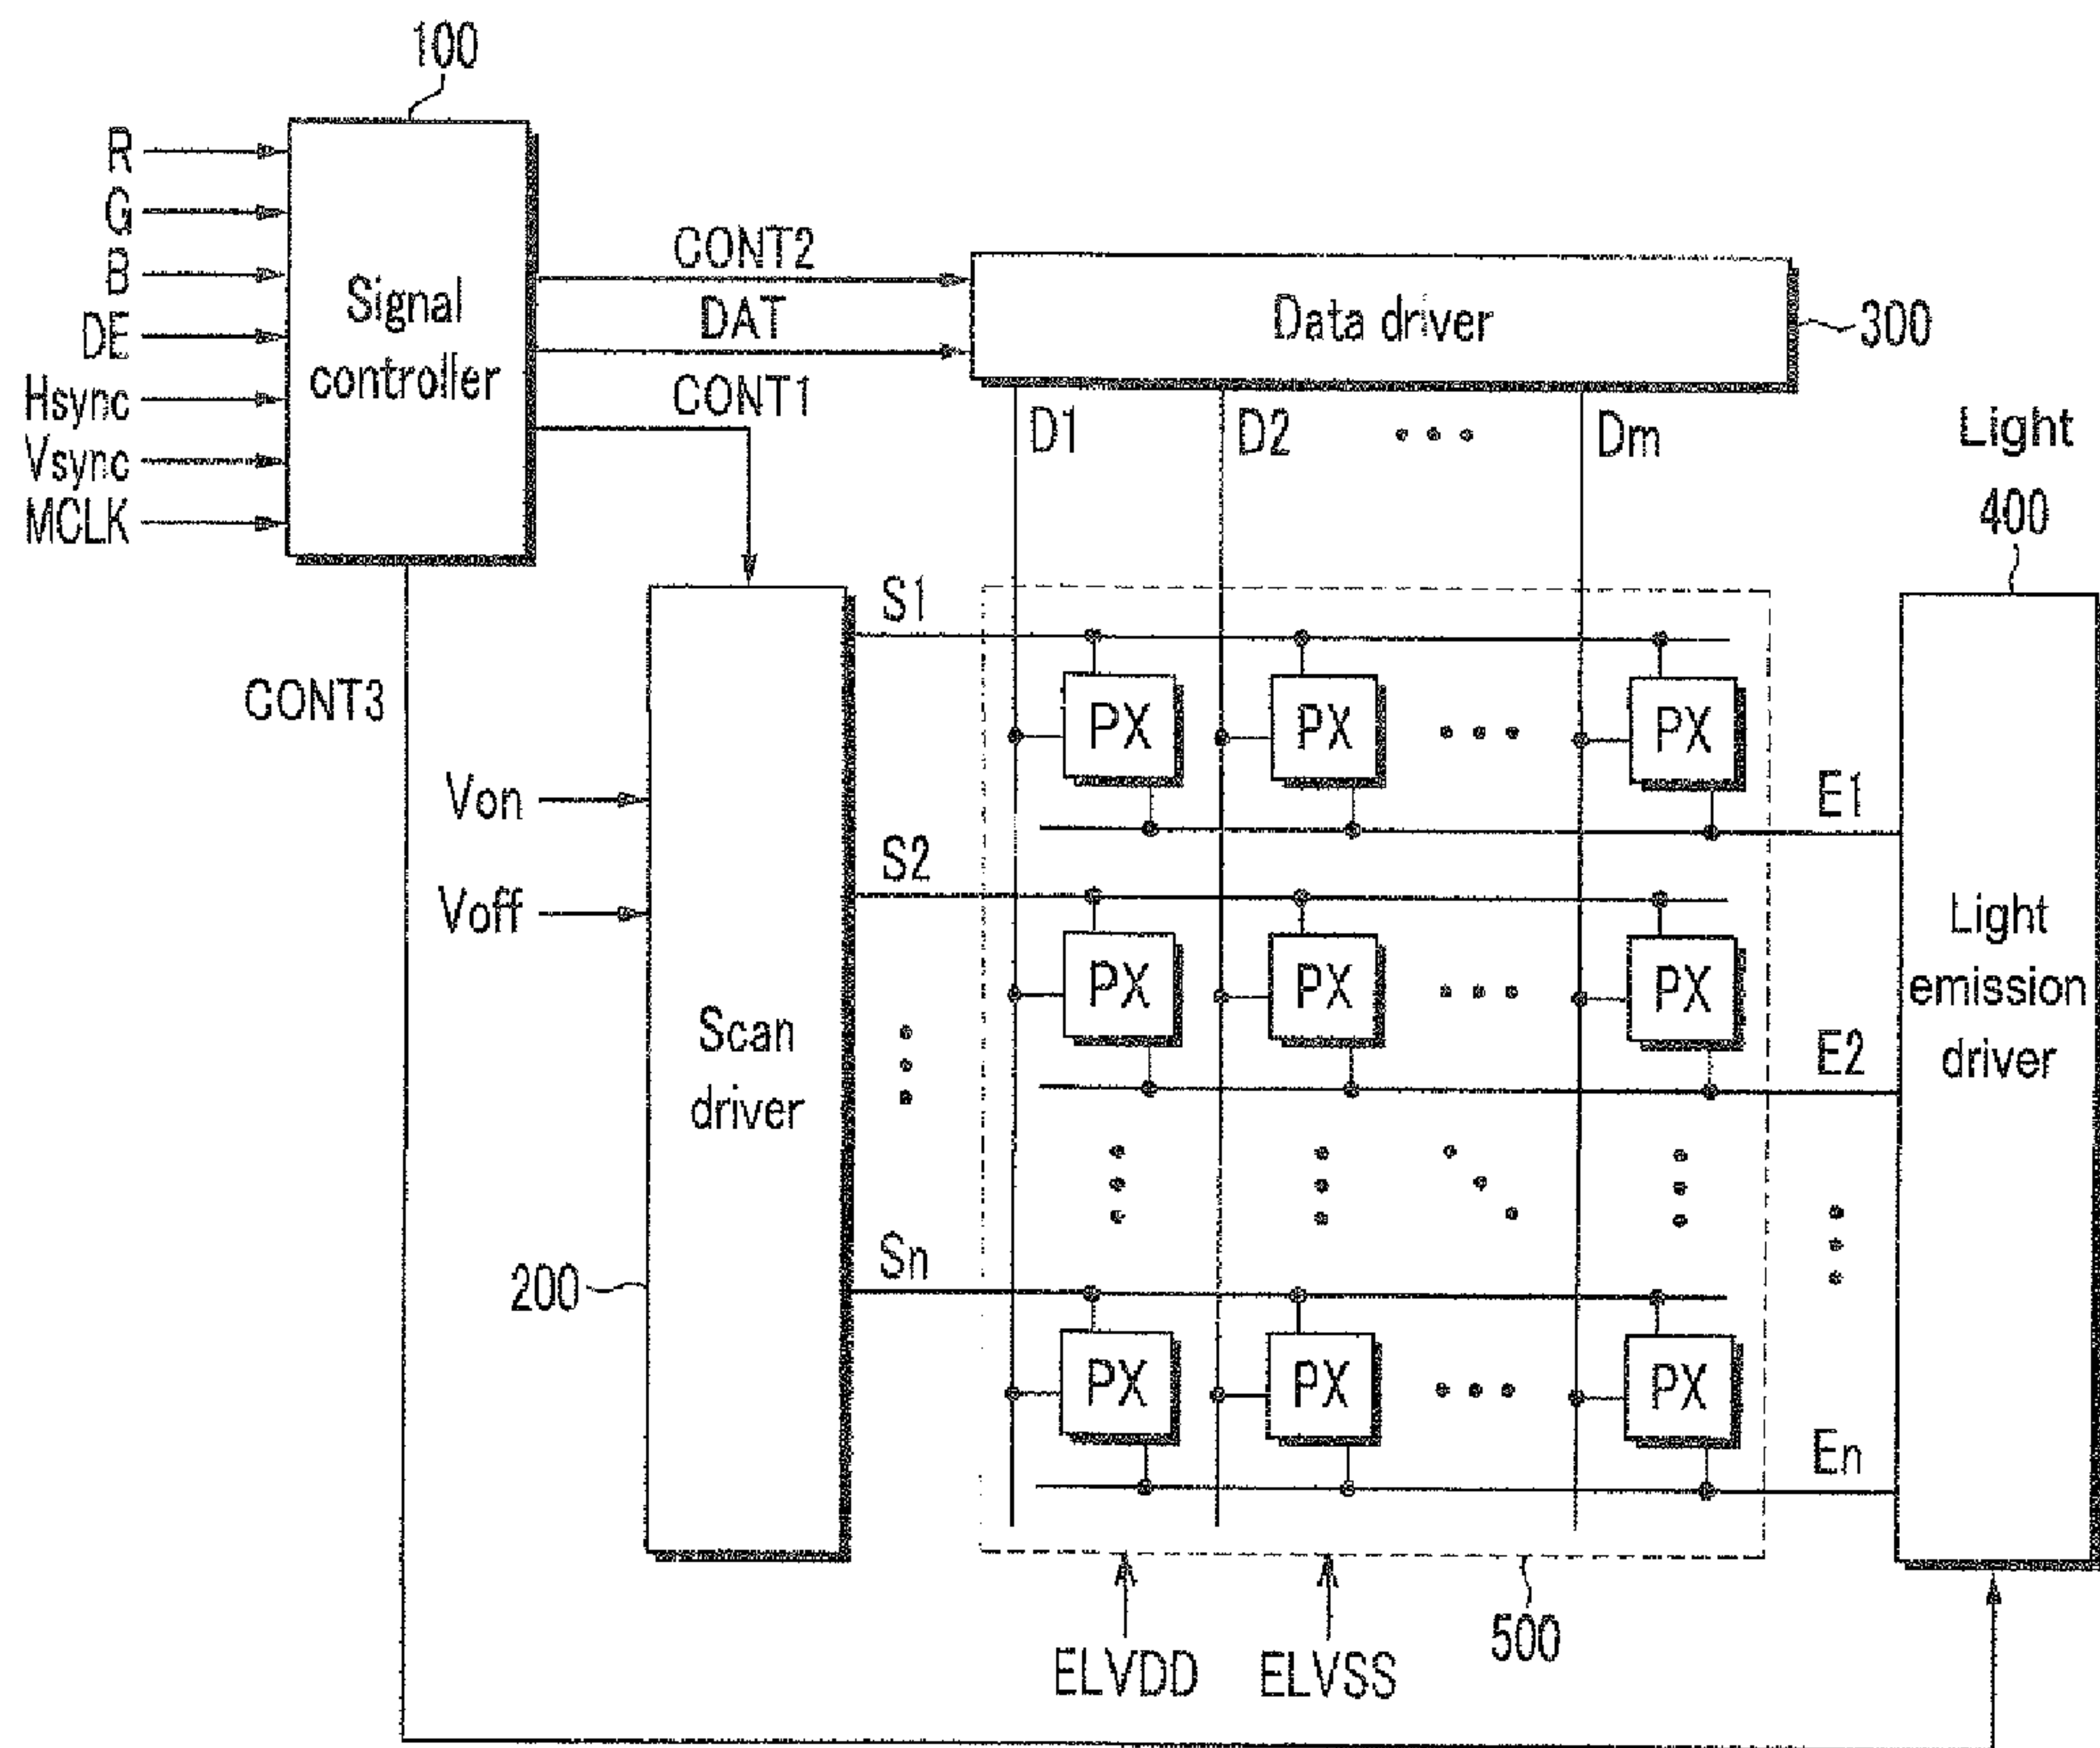 100
R
G
B
DE
Hsync
Vsync
MCLK
Signal
controller
CONT2
DAT
CONT1
Data driver
300
D1
D2
Dm
Light
400
CONT3
Von
Voff
Scan
driver
200
S1
S2
Sn
PX
PX
PX
E1
PX
PX
PX
E2
PX
PX
PX
En
Light
emission
driver
ELVDD
ELVSS
500